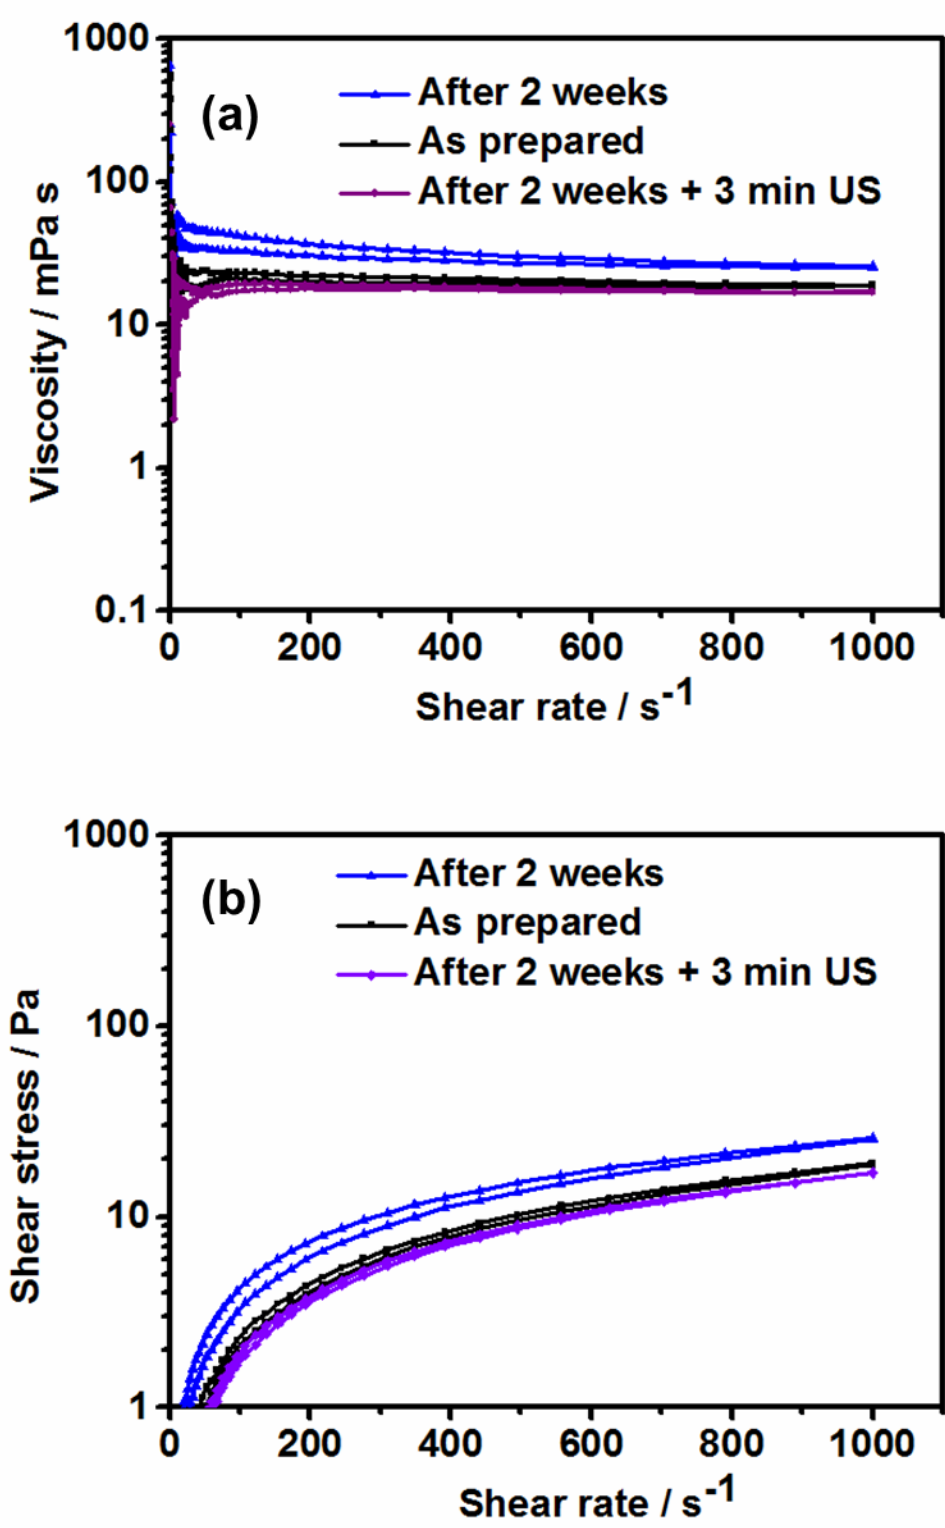 1000
100
10
1
0.1
Viscosity / mPa s
(a)
After 2 weeks
As prepared
After 2 weeks + 3 min US
0 200 400 600 800 1000
Shear rate / s-1
1000
100
10
1
Shear stress / Pa
(b)
After 2 weeks
As prepared
After 2 weeks + 3 min US
0 200 400 600 800 1000
Shear rate / s-1